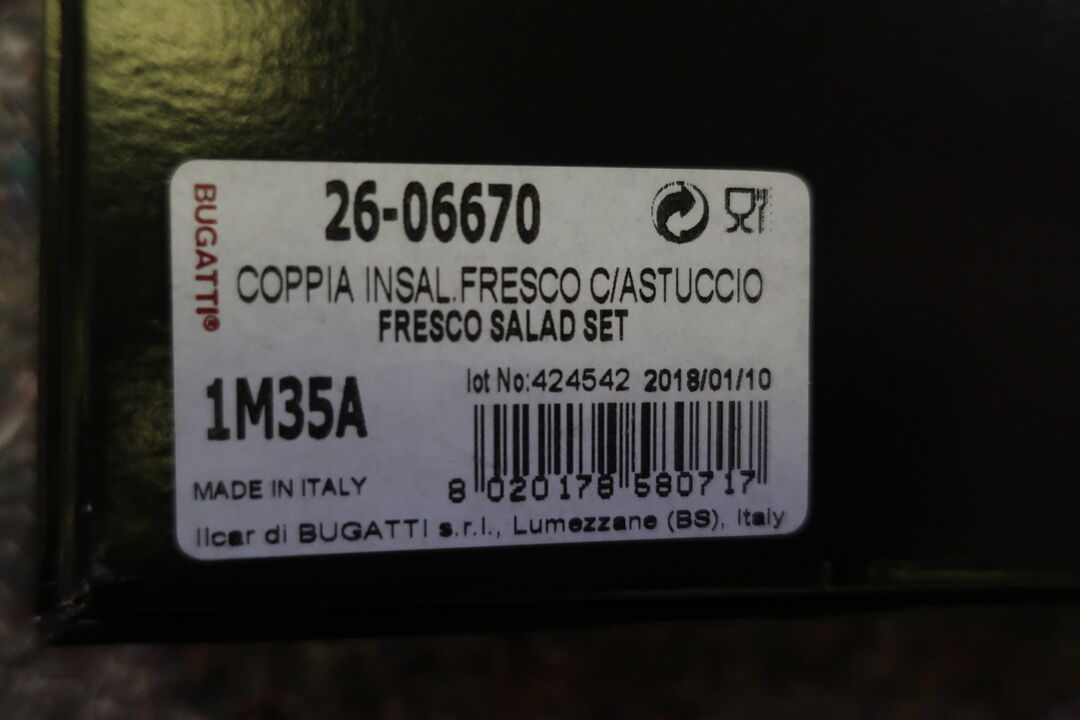 BUGATTI®
26-06670
COPPIA INSAL.FRESCO C/ASTUCCIO
FRESCO SALAD SET
1M35A
lot No:424542 2018/01/10
8 020178 680717
MADE IN ITALY
Ilcar di BUGATTI s.r.l., Lumezzane (BS), Italy